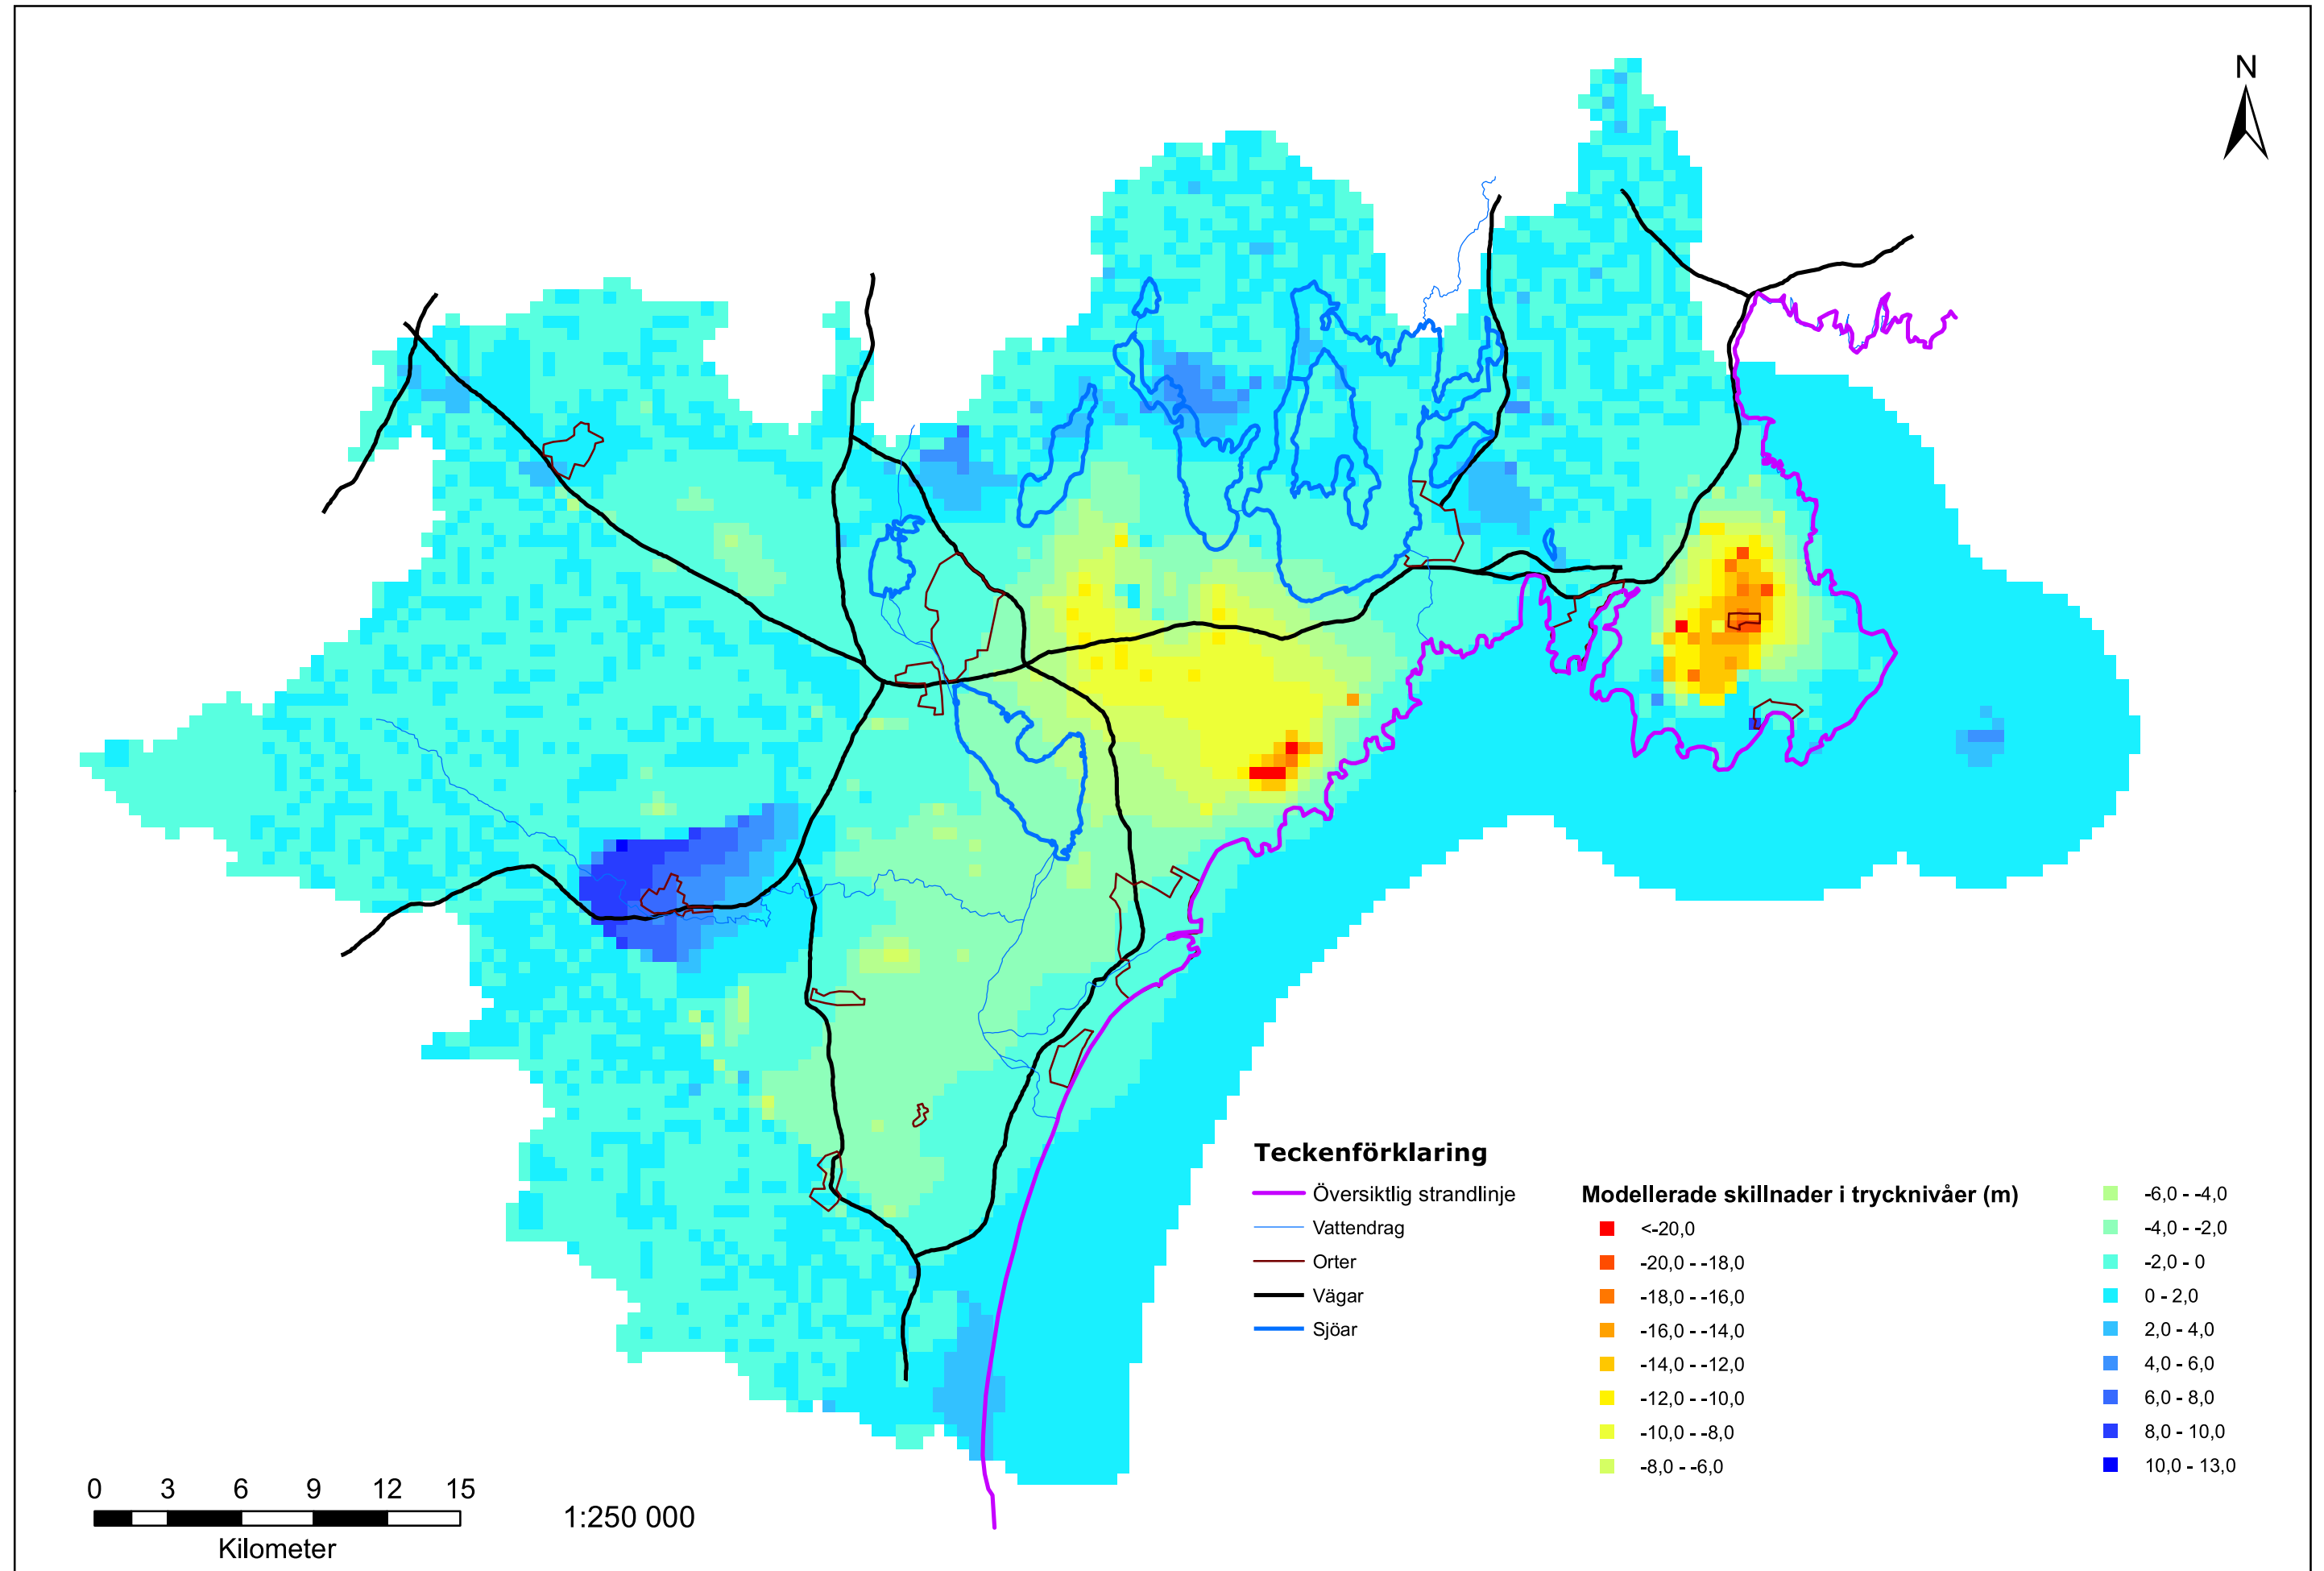 N
Teckenförklaring
Översiktlig strandlinje
Vattendrag
Orter
Vägar
Sjöar
Modellerade skillnader i trycknivåer (m)
<-20,0
-20,0 - -18,0
-18,0 - -16,0
-16,0 - -14,0
-14,0 - -12,0
-12,0 - -10,0
-10,0 - -8,0
-8,0 - -6,0
-6,0 - -4,0
-4,0 - -2,0
-2,0 - 0
0 - 2,0
2,0 - 4,0
4,0 - 6,0
6,0 - 8,0
8,0 - 10,0
10,0 - 13,0
0 3 6 9 12 15
Kilometer
1:250 000